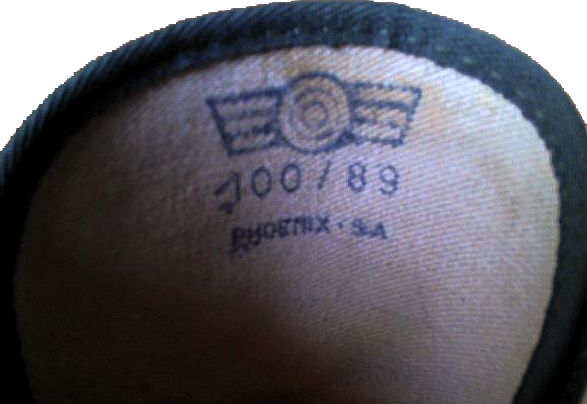 100/89
PHOENIX · S·A